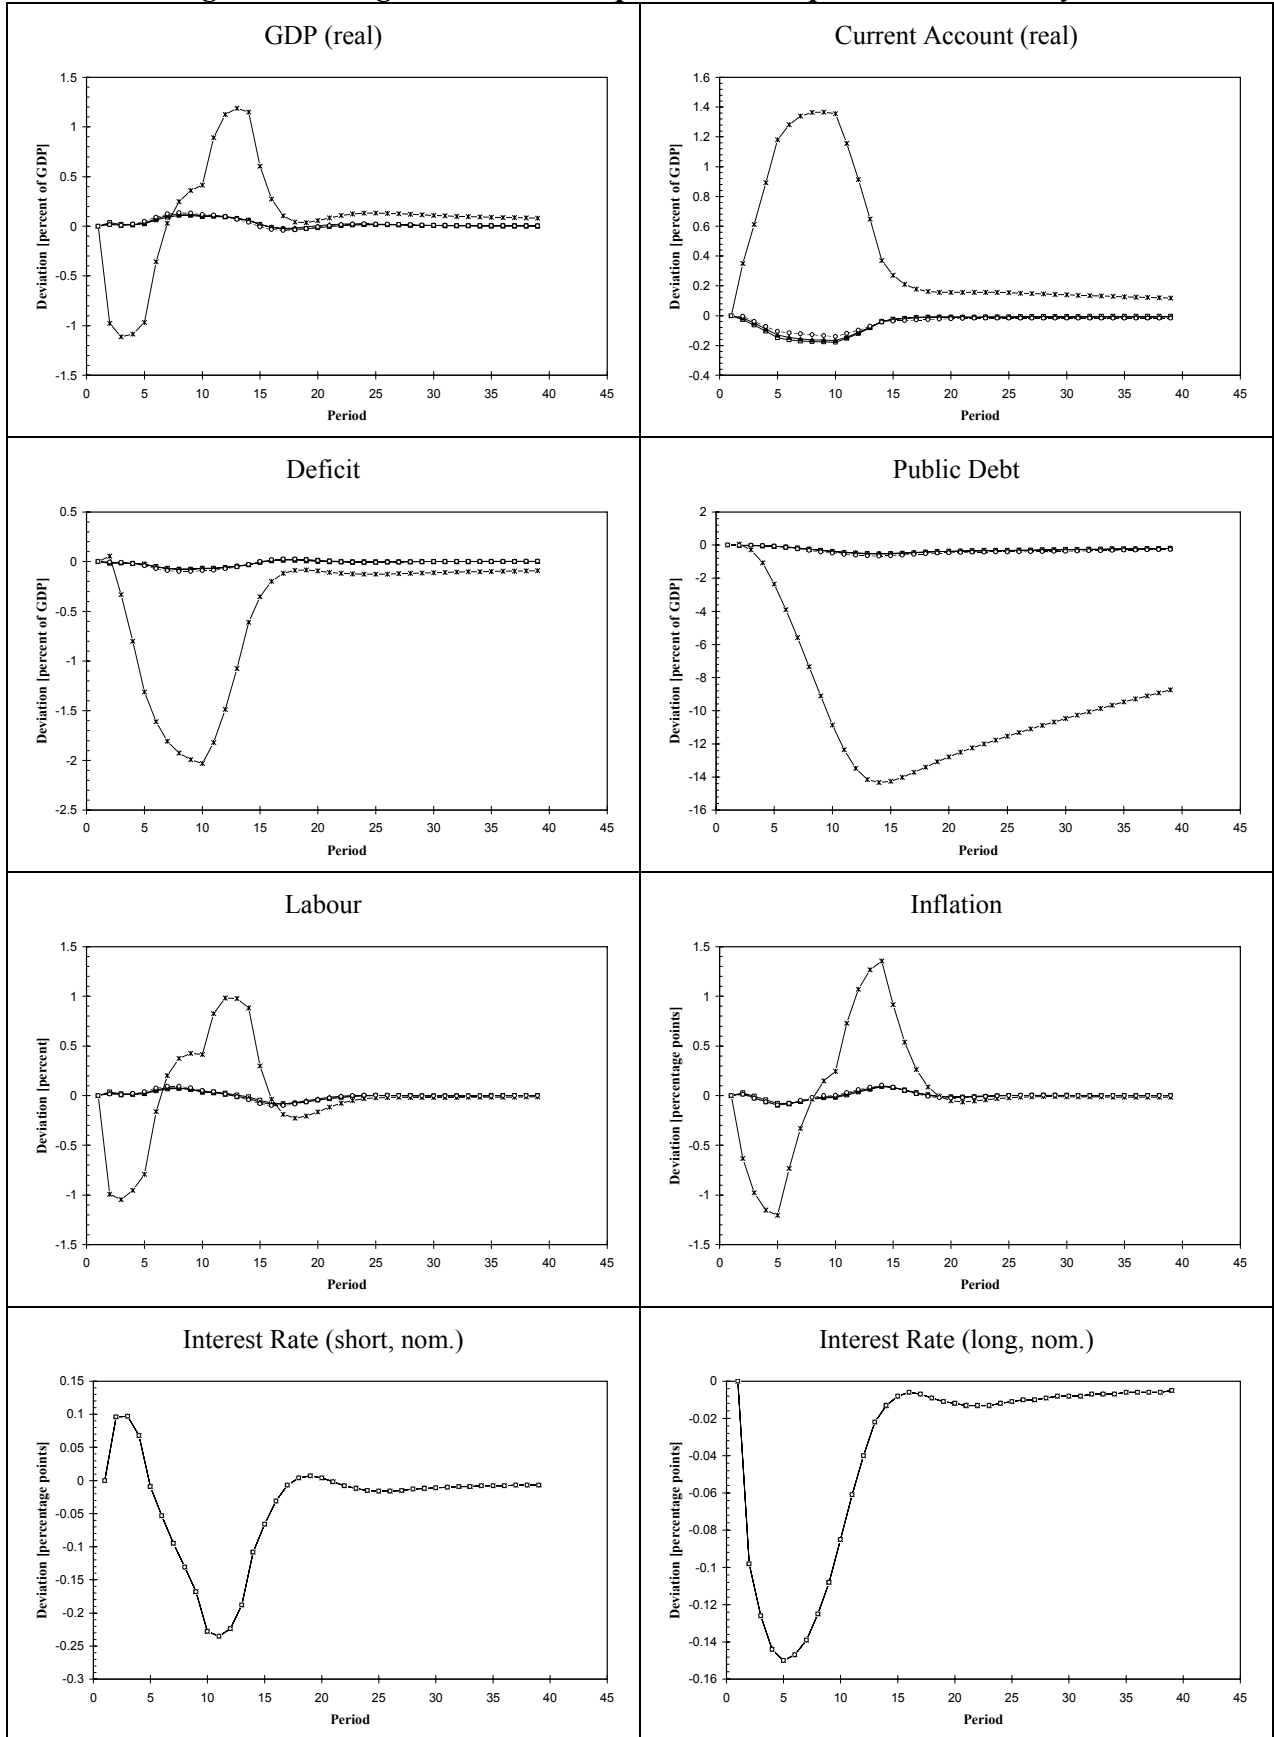 GDP (real)
1.5
1
0.5
0
-0.5
-1
-1.5
Deviation [percent of GDP]
0 5 10 15 20 25 30 35 40 45
Period
Current Account (real)
1.6
1.4
1.2
1
0.8
0.6
0.4
0.2
0
-0.2
-0.4
Deviation [percent of GDP]
0 5 10 15 20 25 30 35 40 45
Period
Deficit
0.5
0
-0.5
-1
-1.5
-2
-2.5
Deviation [percent of GDP]
0 5 10 15 20 25 30 35 40 45
Period
Public Debt
2
0
-2
-4
-6
-8
-10
-12
-14
-16
Deviation [percent of GDP]
0 5 10 15 20 25 30 35 40 45
Period
Labour
1.5
1
0.5
0
-0.5
-1
-1.5
Deviation [percent]
0 5 10 15 20 25 30 35 40 45
Period
Inflation
1.5
1
0.5
0
-0.5
-1
-1.5
Deviation [percentage points]
0 5 10 15 20 25 30 35 40 45
Period
Interest Rate (short, nom.)
0.15
0.1
0.05
0
-0.05
-0.1
-0.15
-0.2
-0.25
-0.3
Deviation [percentage points]
0 5 10 15 20 25 30 35 40 45
Period
Interest Rate (long, nom.)
0
-0.02
-0.04
-0.06
-0.08
-0.1
-0.12
-0.14
-0.16
Deviation [percentage points]
0 5 10 15 20 25 30 35 40 45
Period